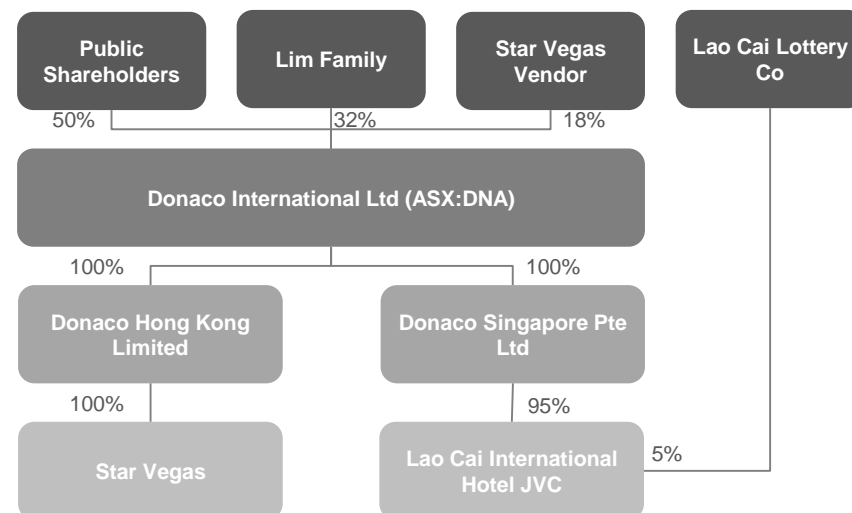 Public
Shareholders
Lim Family
Star Vegas
Vendor
Lao Cai Lottery
Co
50%
32%
18%
Donaco International Ltd (ASX:DNA)
100%
100%
Donaco Hong Kong
Limited
Donaco Singapore Pte
Ltd
100%
95%
Star Vegas
Lao Cai International
Hotel JVC
5%